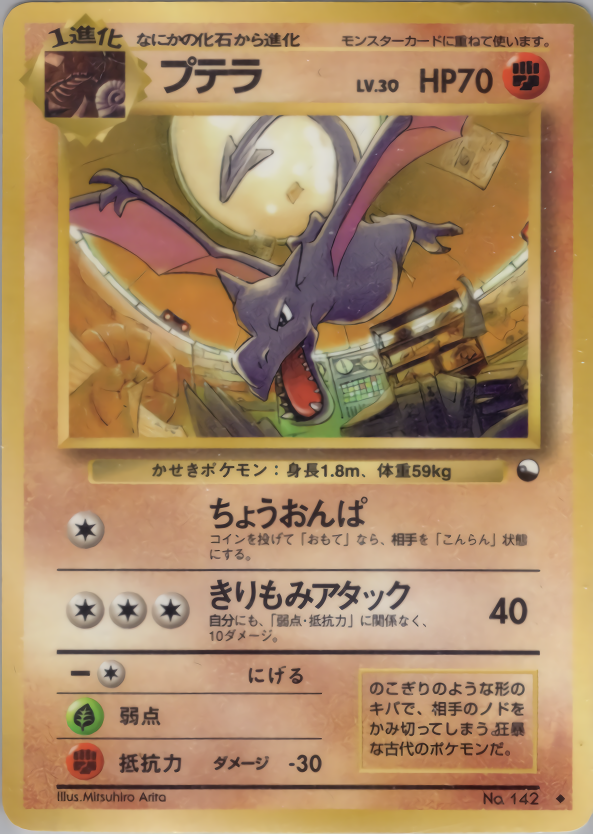 1進化
なにかの化石から進化
モンスターカードに重ねて使います。
プテラ
LV.30 HP70
かせきポケモン：身長1.8m、体重59kg
ちょうおんぱ
コインを投げて「おもて」なら、相手を「こんらん」状態
にする。
きりもみアタック
40
自分にも、「弱点・抵抗力」に関係なく、
10ダメージ。
にげる
弱点
抵抗力 ダメージ -30
のこぎりのような形の
キバで、相手のノドを
かみ切ってしまう狂暴
な古代のポケモンだ。
Illus.Mitsuhiro Arita
No. 142